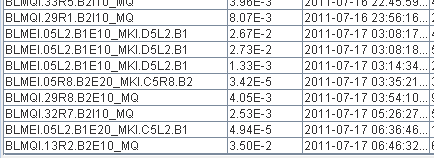 BLMQI.33R5.B2I10_MQ 3.96E-3 2011-07-16 22:45:59...
BLMQI.29R1.B2I10_MQ 8.07E-3 2011-07-16 23:56:16...
BLMEI.05L2.B1E10_MKI.D5L2.B1 2.67E-2 2011-07-17 03:08:17...
BLMEI.05L2.B1E10_MKI.D5L2.B1 2.73E-2 2011-07-17 03:08:18...
BLMEI.05L2.B1E10_MKI.D5L2.B1 1.33E-3 2011-07-17 03:14:34...
BLMEI.05R8.B2E20_MKI.C5R8.B2 3.42E-5 2011-07-17 03:35:21...
BLMQI.29R8.B2E10_MQ 4.05E-3 2011-07-17 03:54:10...
BLMQI.32R7.B2I10_MQ 2.53E-3 2011-07-17 05:26:27...
BLMEI.05L2.B1E20_MKI.C5L2.B1 4.94E-5 2011-07-17 06:36:46...
BLMQI.13R2.B2E10_MQ 3.50E-2 2011-07-17 06:46:32...